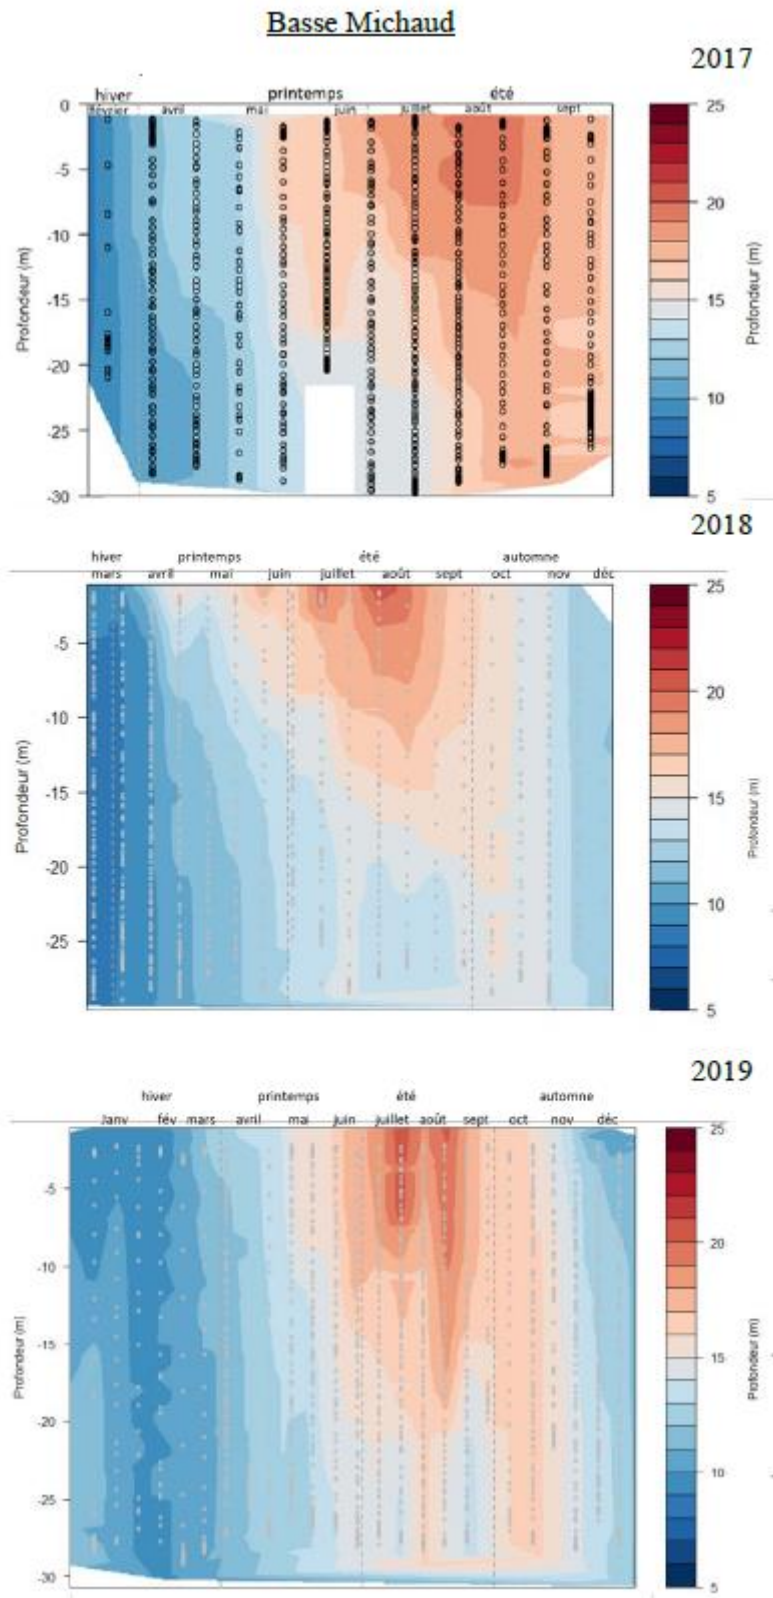 Basse Michaud
2017
hiver printemps été
février avril mai juin juillet août sept
0
-5
-10
-15
-20
-25
-30
Profondeur (m)
25
20
15
10
5
Profondeur (m)
2018
hiver printemps été automne
mars avril mai juin juillet août sept oct nov déc
-5
-10
-15
-20
-25
Profondeur (m)
25
20
15
10
5
Profondeur (m)
2019
hiver printemps été automne
Janv fév mars avril mai juin juillet août sept oct nov déc
-5
-10
-15
-20
-25
-30
Profondeur (m)
25
20
15
10
5
Profondeur (m)